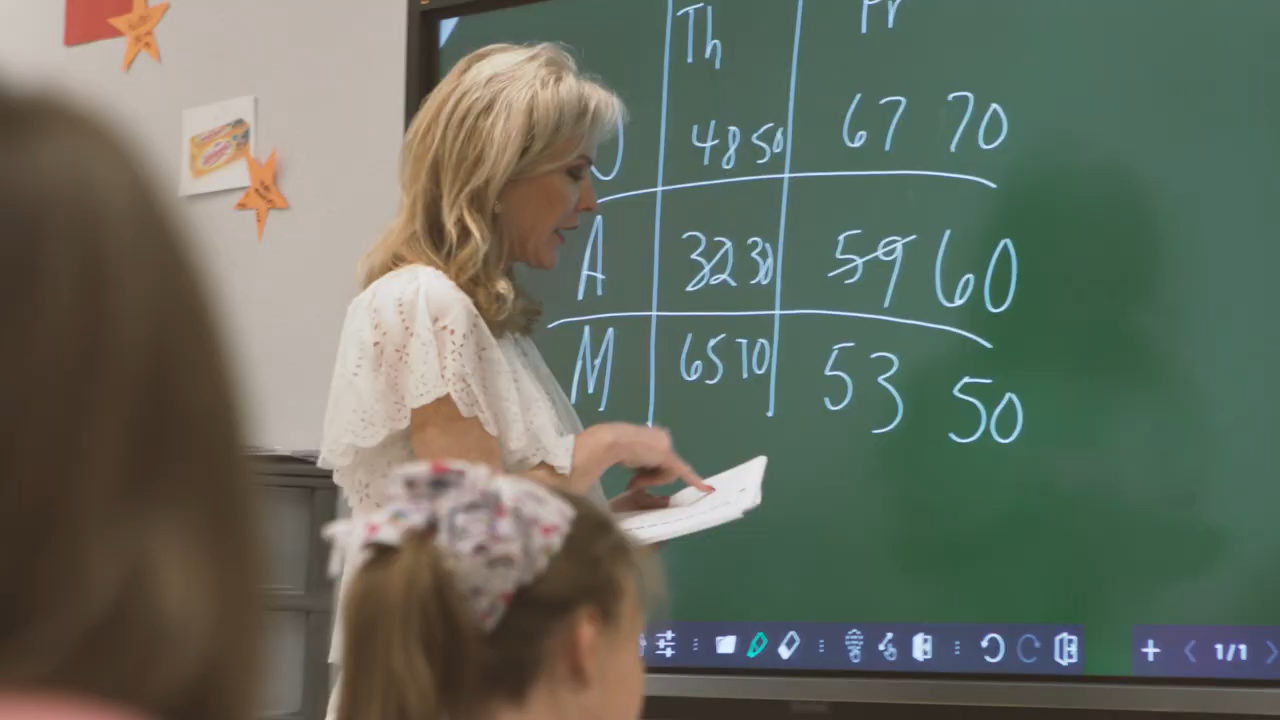 Th Fr
J 48 50 67 70
A 32 30 59 60
M 65 70 53 50
1/1